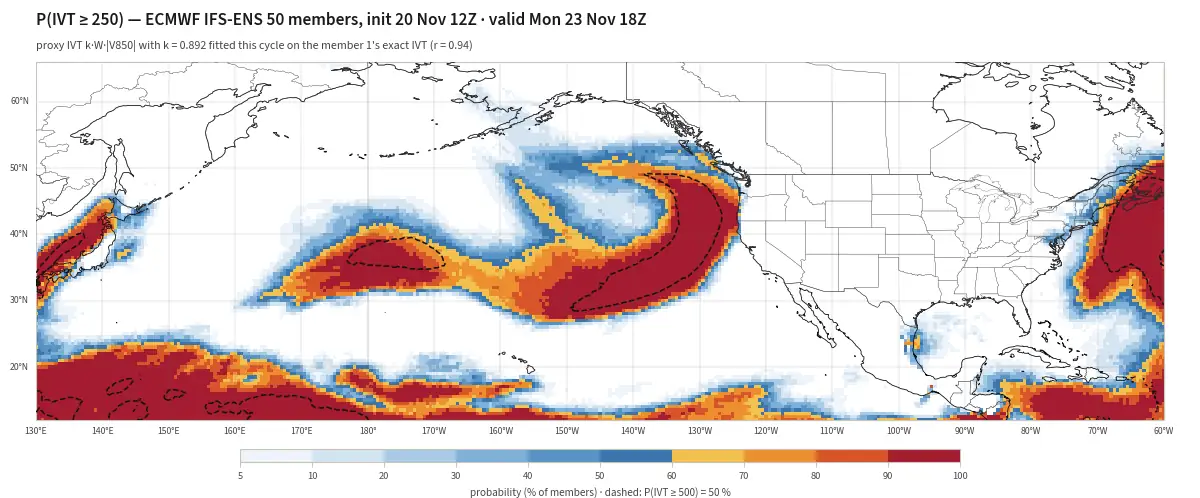 P(IVT ≥ 250) — ECMWF IFS-ENS 50 members, init 20 Nov 12Z · valid Mon 23 Nov 18Z
proxy IVT k·W·|V850| with k = 0.892 fitted this cycle on the member 1's exact IVT (r = 0.94)
60°N
50°N
40°N
30°N
20°N
130°E 140°E 150°E 160°E 170°E 180° 170°W 160°W 150°W 140°W 130°W 120°W 110°W 100°W 90°W 80°W 70°W 60°W
5 10 20 30 40 50 60 70 80 90 100
probability (% of members) · dashed: P(IVT ≥ 500) = 50 %